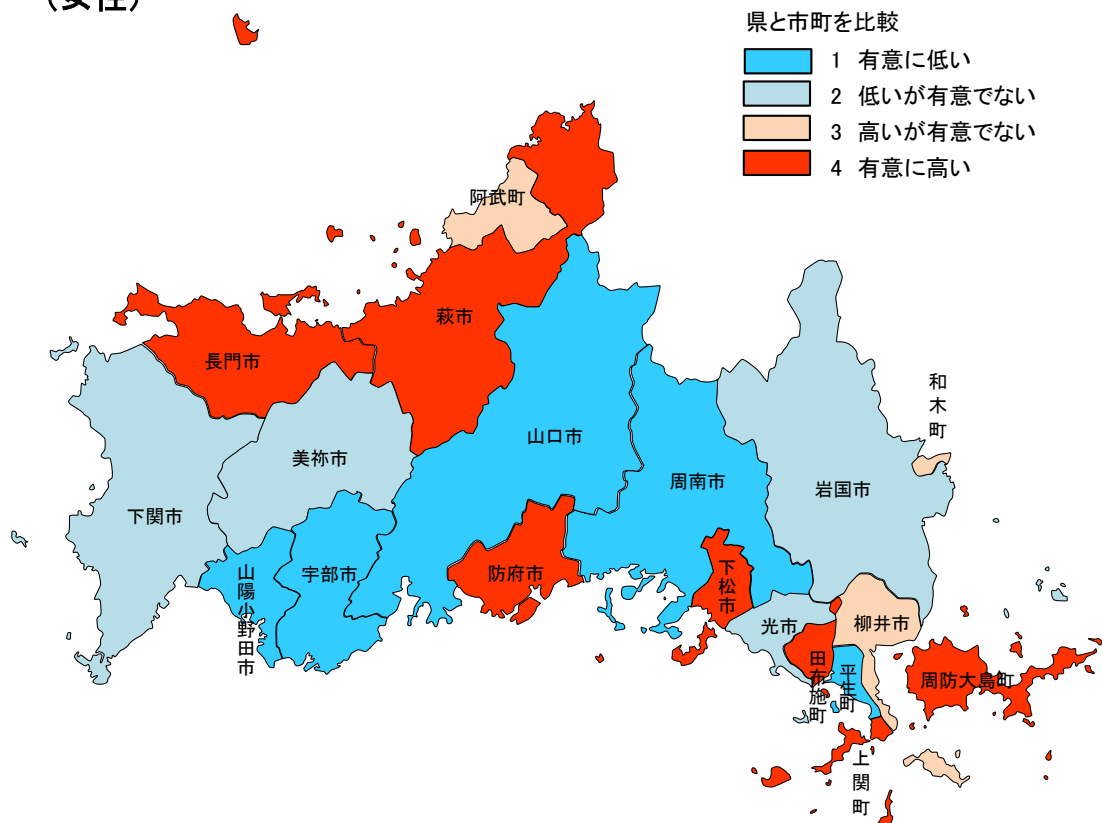 （女性）
県と市町を比較
1 有意に低い
2 低いが有意でない
3 高いが有意でない
4 有意に高い
阿武町
萩市
長門市
和木町
山口市
美祢市
周南市
岩国市
下関市
宇部市
防府市
下松市
山陽小野田市
光市
柳井市
田布施町
平生町
周防大島町
上関町